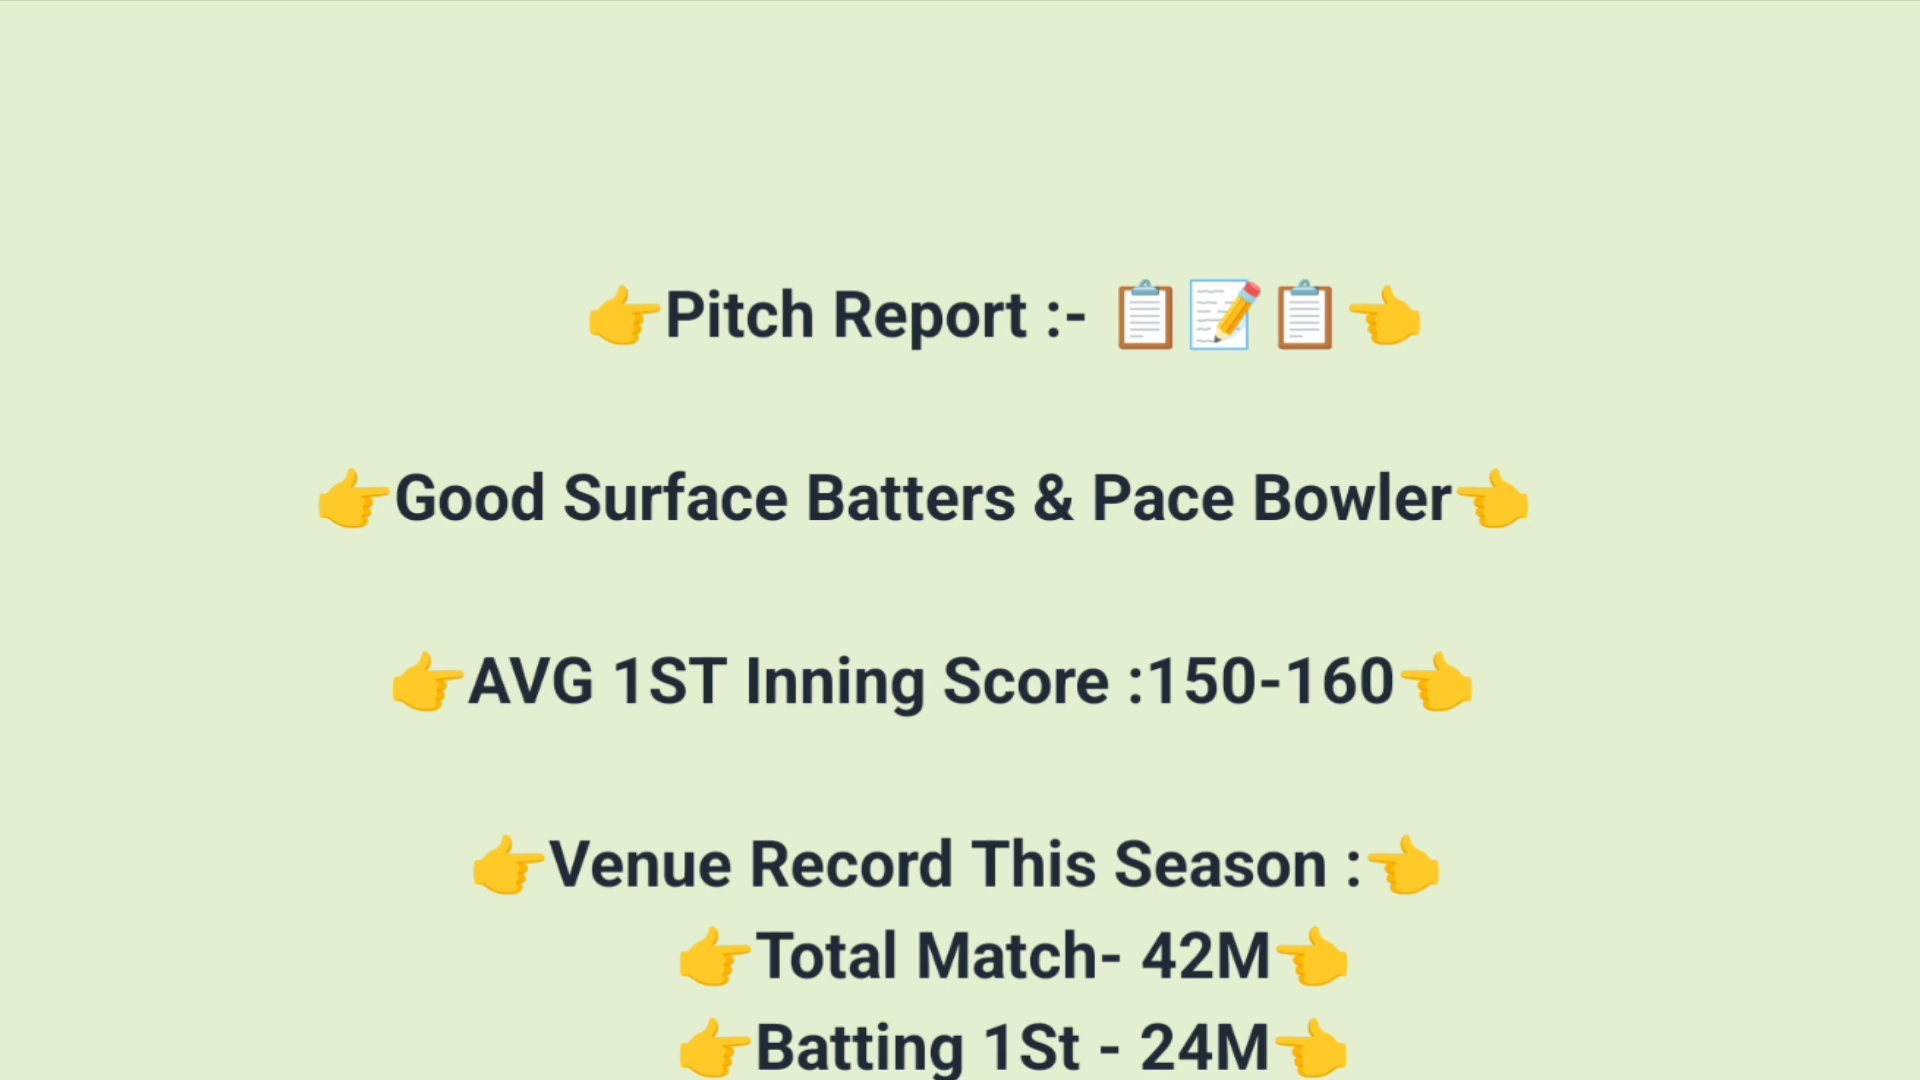 👉Pitch Report :- 📋📝📋👈
👉Good Surface Batters & Pace Bowler👈
👉AVG 1ST Inning Score :150-160👈
👉Venue Record This Season :👈
👉Total Match- 42M👈
👉Batting 1St - 24M👈